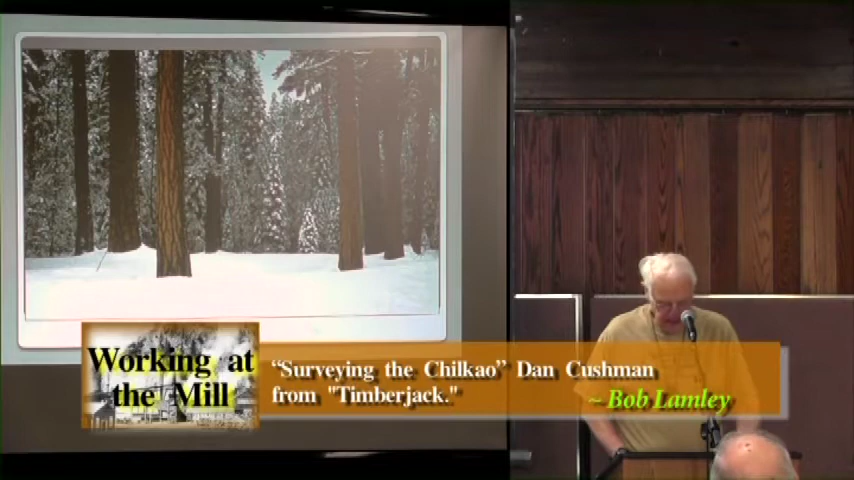 Working at
the Mill
“Surveying the Chilkao” Dan Cushman
from "Timberjack."
~ Bob Lamley